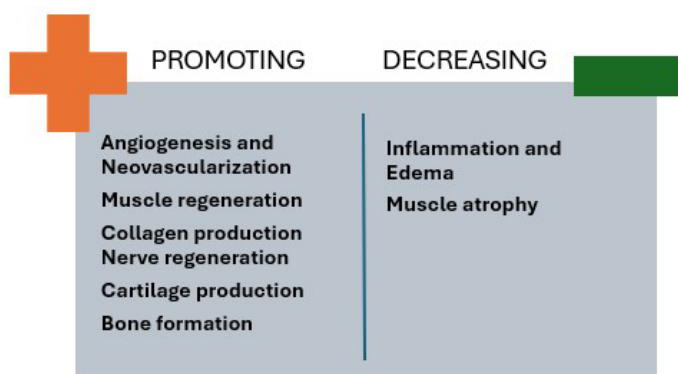 PROMOTING
DECREASING
Angiogenesis and
Neovascularization
Muscle regeneration
Collagen production
Nerve regeneration
Cartilage production
Bone formation
Inflammation and
Edema
Muscle atrophy